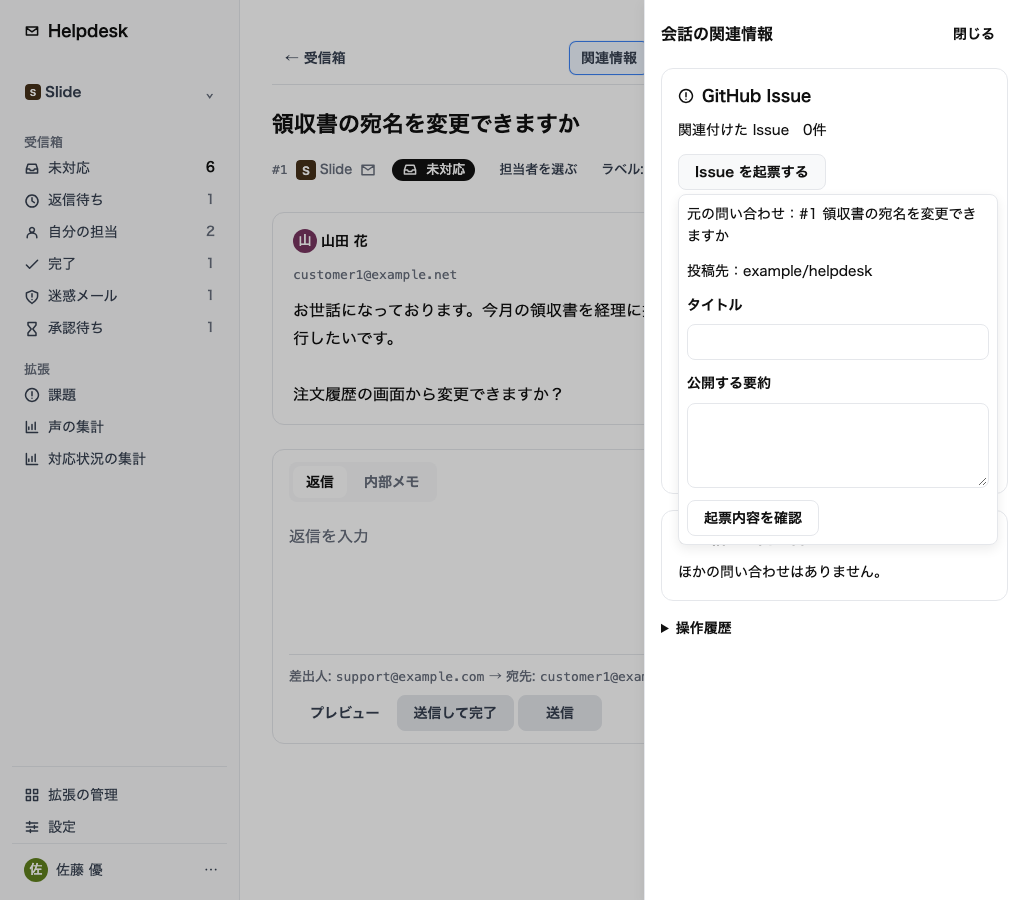 Helpdesk
S Slide
受信箱
未対応 6
返信待ち 1
自分の担当 2
完了 1
迷惑メール 1
承認待ち 1
拡張
課題
声の集計
対応状況の集計
拡張の管理
設定
佐 佐藤 優 ···
← 受信箱
関連情報
領収書の宛名を変更できますか
#1 S Slide 未対応 担当者を選ぶ ラベル:
山 山田 花
customer1@example.net
お世話になっております。今月の領収書を経理に
行したいです。
注文履歴の画面から変更できますか？
返信 内部メモ
返信を入力
差出人: support@example.com → 宛先: customer1@exa
プレビュー 送信して完了 送信
会話の関連情報 閉じる
GitHub Issue
関連付けた Issue 0件
Issue を起票する
元の問い合わせ：#1 領収書の宛名を変更でき
ますか
投稿先：example/helpdesk
タイトル
公開する要約
起票内容を確認
ほかの問い合わせはありません。
▶ 操作履歴